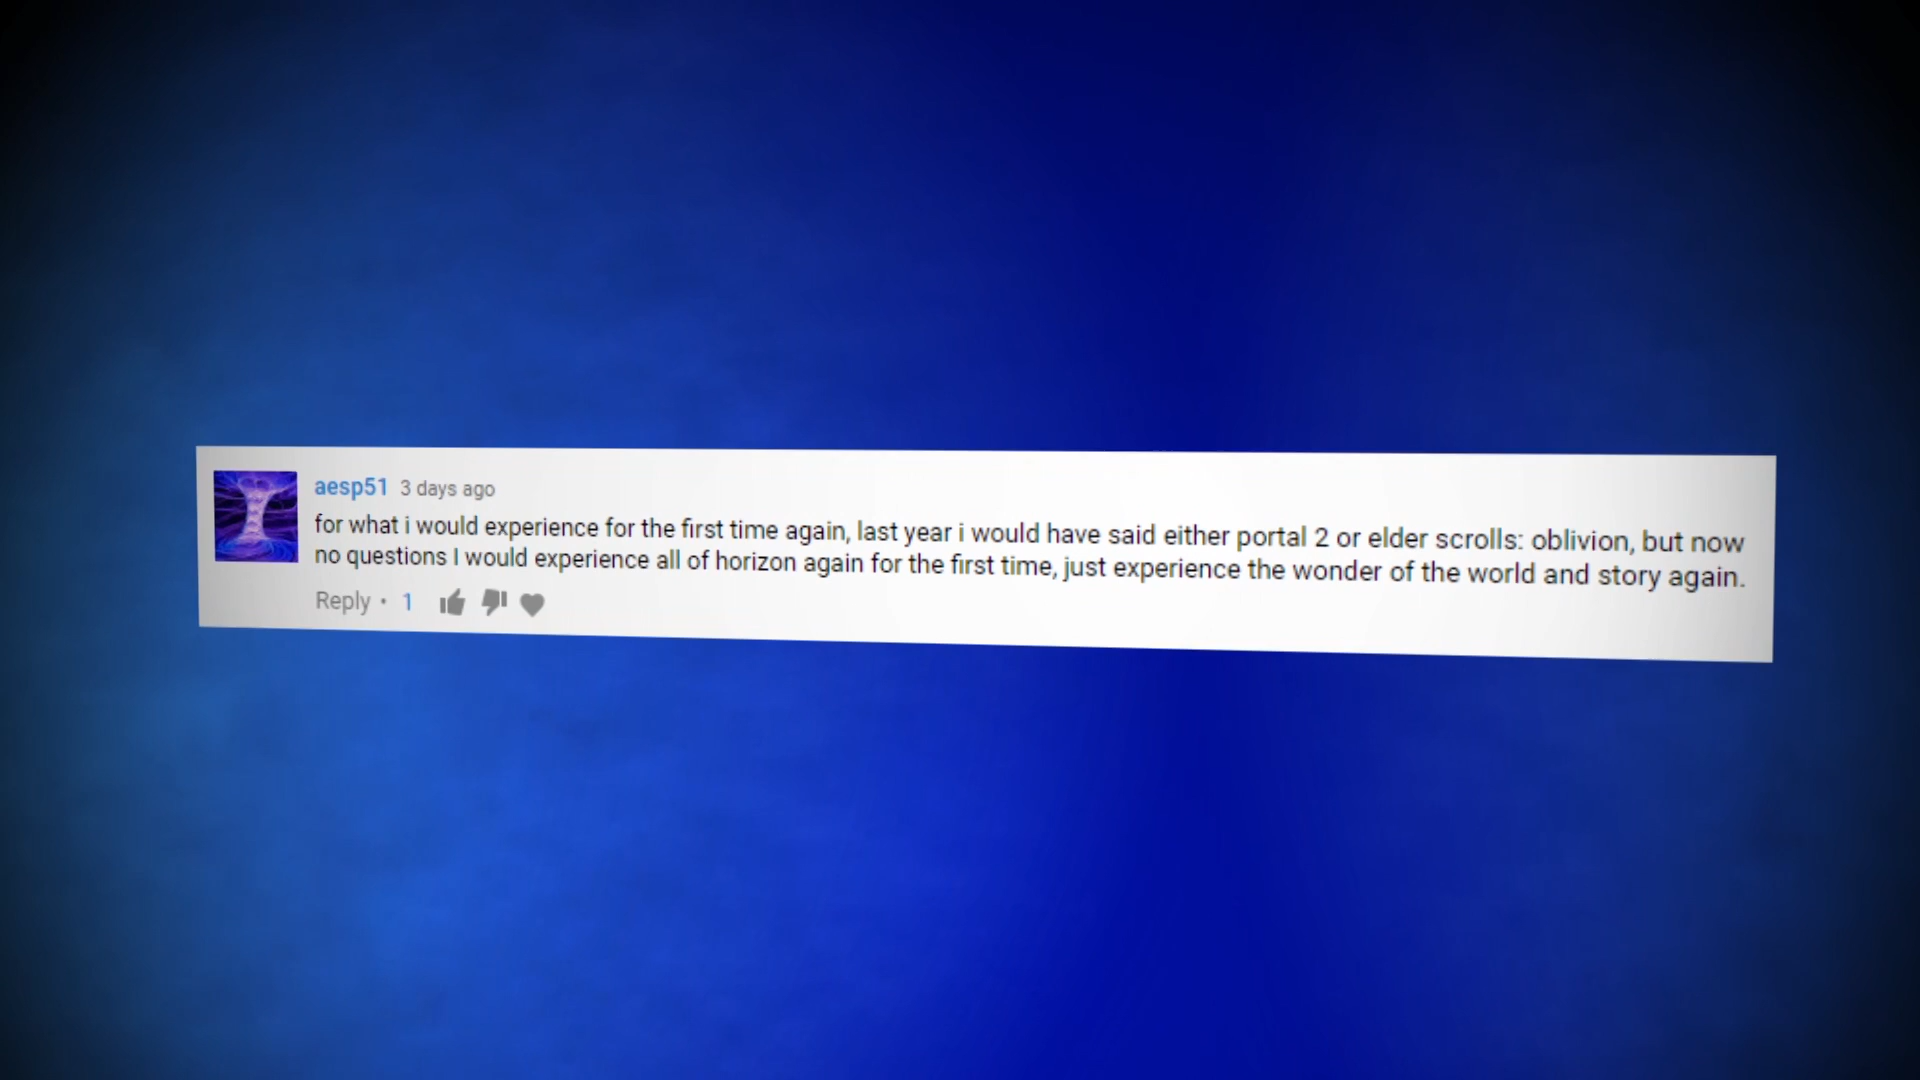 aesp51 3 days ago
for what i would experience for the first time again, last year i would have said either portal 2 or elder scrolls: oblivion, but now
no questions I would experience all of horizon again for the first time, just experience the wonder of the world and story again.
Reply • 1